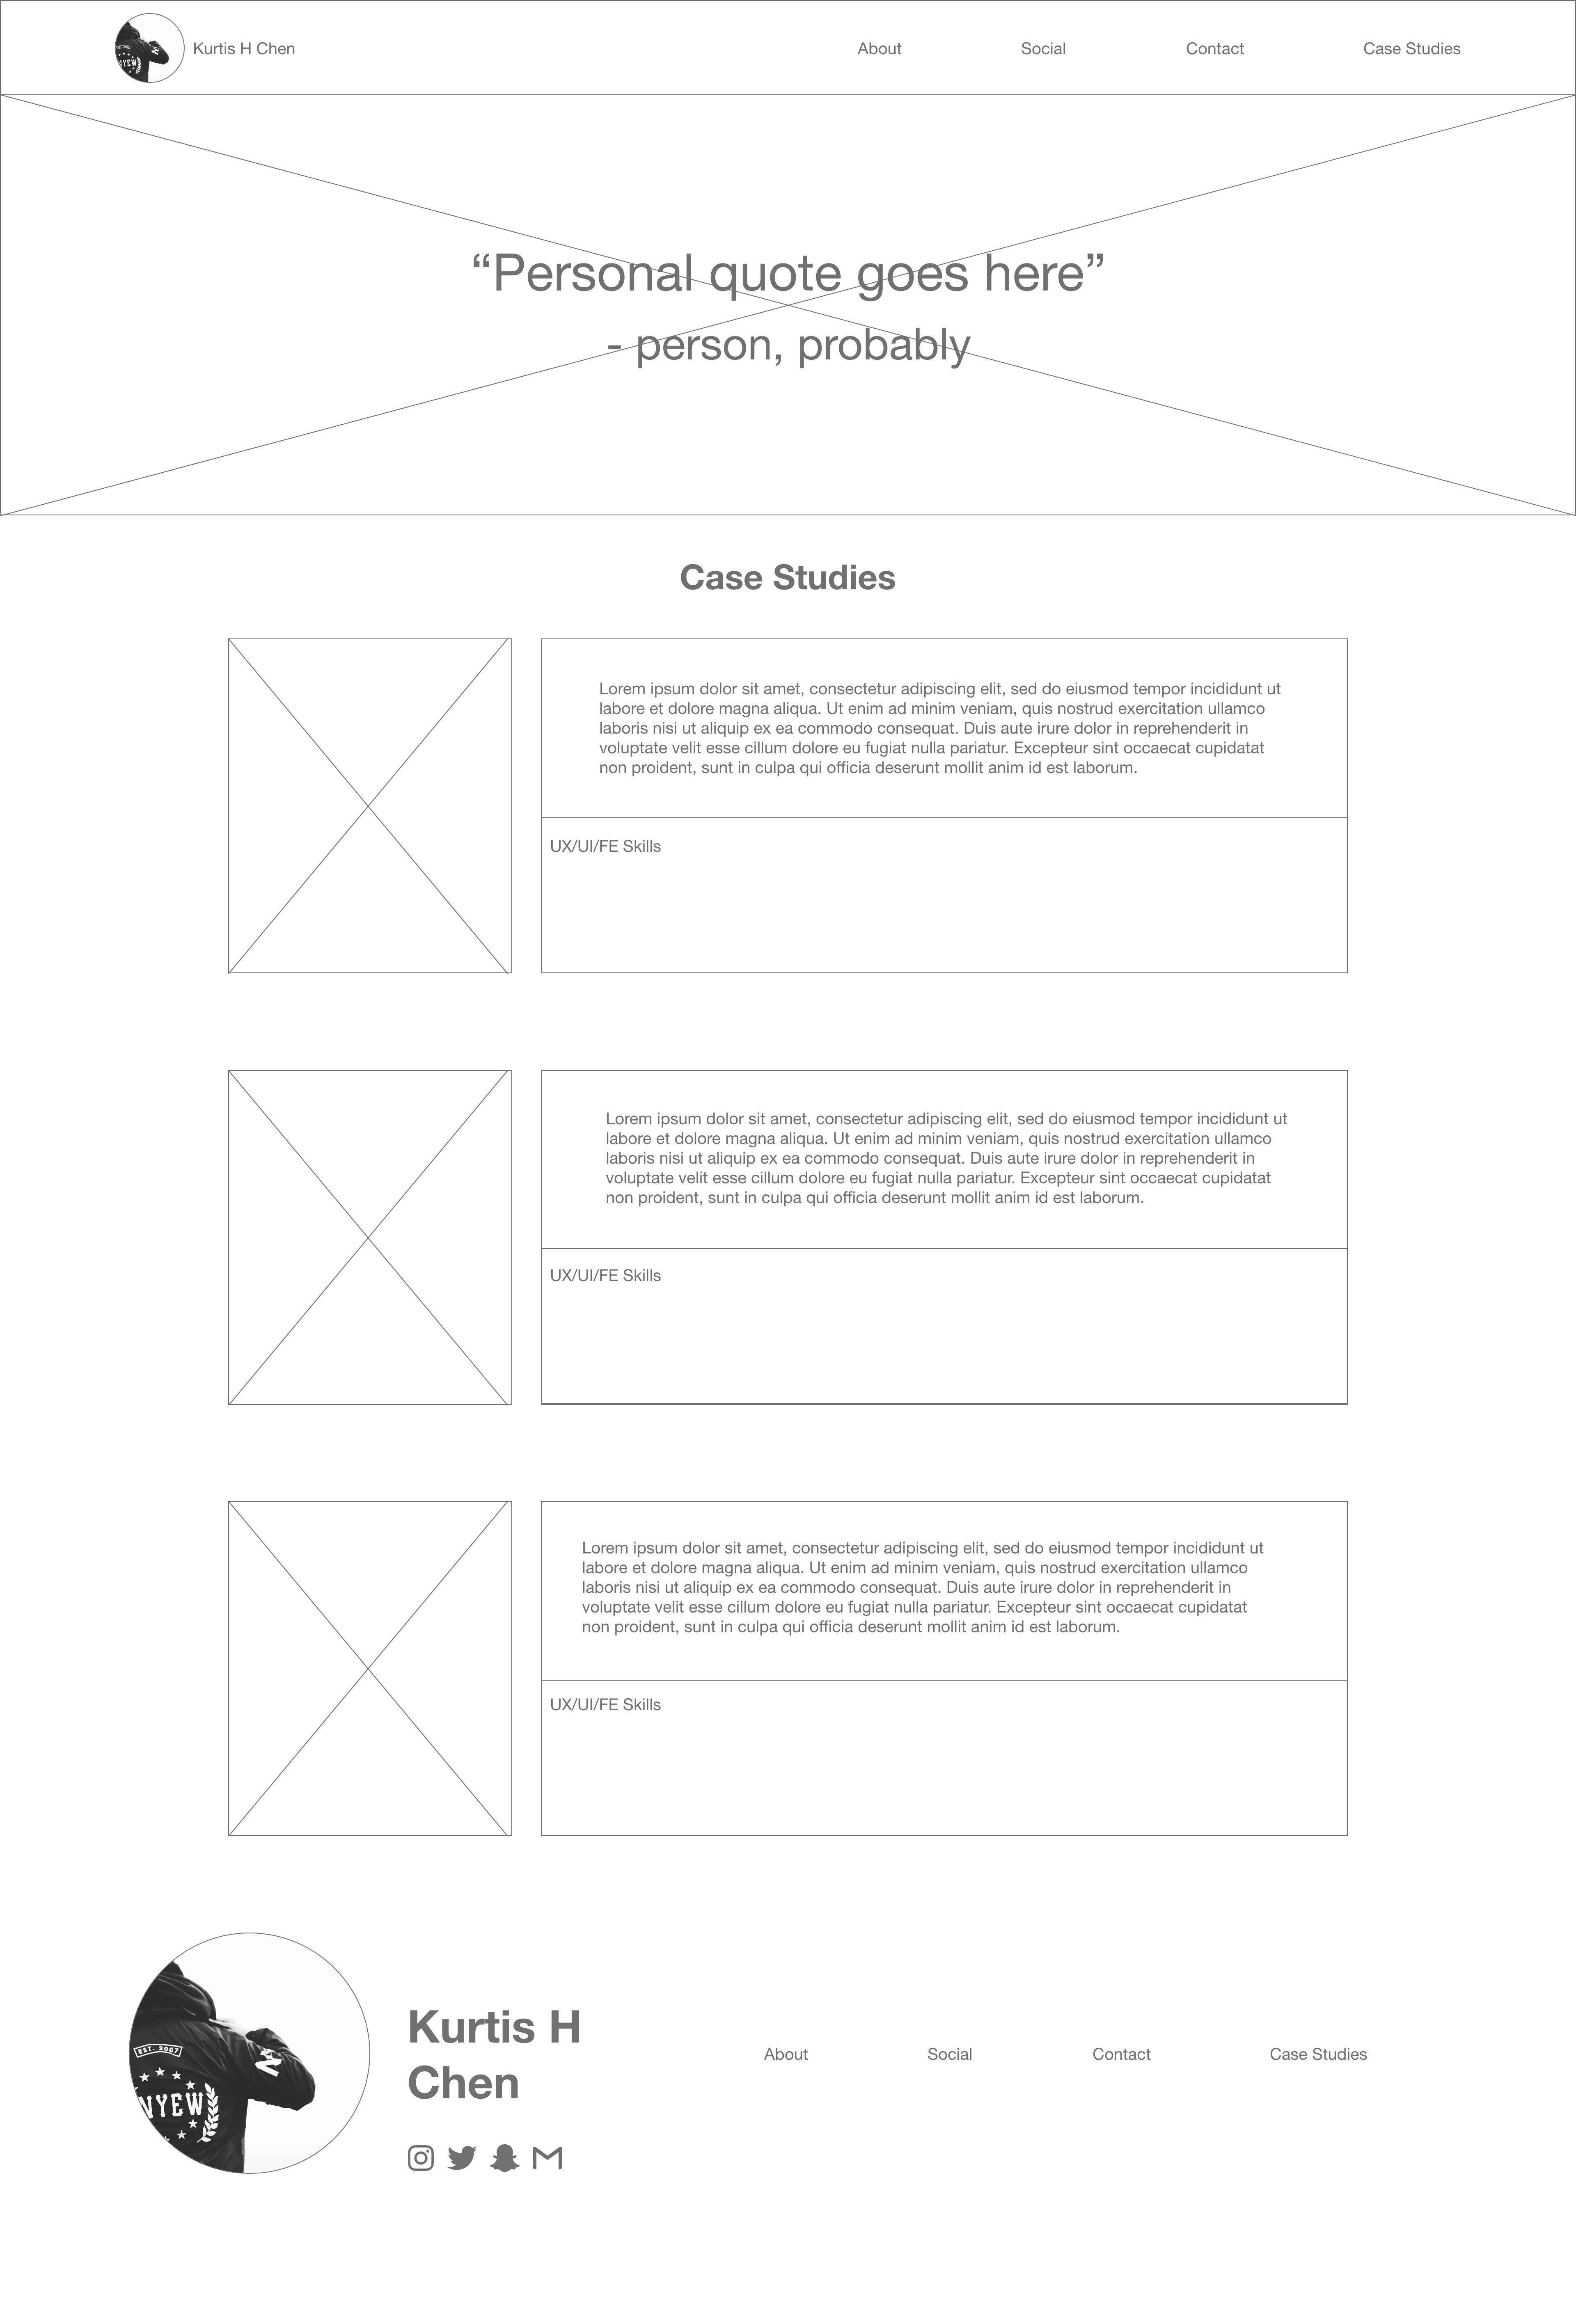 NYEW
Kurtis H Chen
About
Social
Contact
Case Studies
“Personal quote goes here”
- person, probably
Case Studies
Lorem ipsum dolor sit amet, consectetur adipiscing elit, sed do eiusmod tempor incididunt ut
labore et dolore magna aliqua. Ut enim ad minim veniam, quis nostrud exercitation ullamco
laboris nisi ut aliquip ex ea commodo consequat. Duis aute irure dolor in reprehenderit in
voluptate velit esse cillum dolore eu fugiat nulla pariatur. Excepteur sint occaecat cupidatat
non proident, sunt in culpa qui officia deserunt mollit anim id est laborum.
UX/UI/FE Skills
Lorem ipsum dolor sit amet, consectetur adipiscing elit, sed do eiusmod tempor incididunt ut
labore et dolore magna aliqua. Ut enim ad minim veniam, quis nostrud exercitation ullamco
laboris nisi ut aliquip ex ea commodo consequat. Duis aute irure dolor in reprehenderit in
voluptate velit esse cillum dolore eu fugiat nulla pariatur. Excepteur sint occaecat cupidatat
non proident, sunt in culpa qui officia deserunt mollit anim id est laborum.
UX/UI/FE Skills
Lorem ipsum dolor sit amet, consectetur adipiscing elit, sed do eiusmod tempor incididunt ut
labore et dolore magna aliqua. Ut enim ad minim veniam, quis nostrud exercitation ullamco
laboris nisi ut aliquip ex ea commodo consequat. Duis aute irure dolor in reprehenderit in
voluptate velit esse cillum dolore eu fugiat nulla pariatur. Excepteur sint occaecat cupidatat
non proident, sunt in culpa qui officia deserunt mollit anim id est laborum.
UX/UI/FE Skills
EST. 2007
NYEW
Kurtis H
Chen
About
Social
Contact
Case Studies